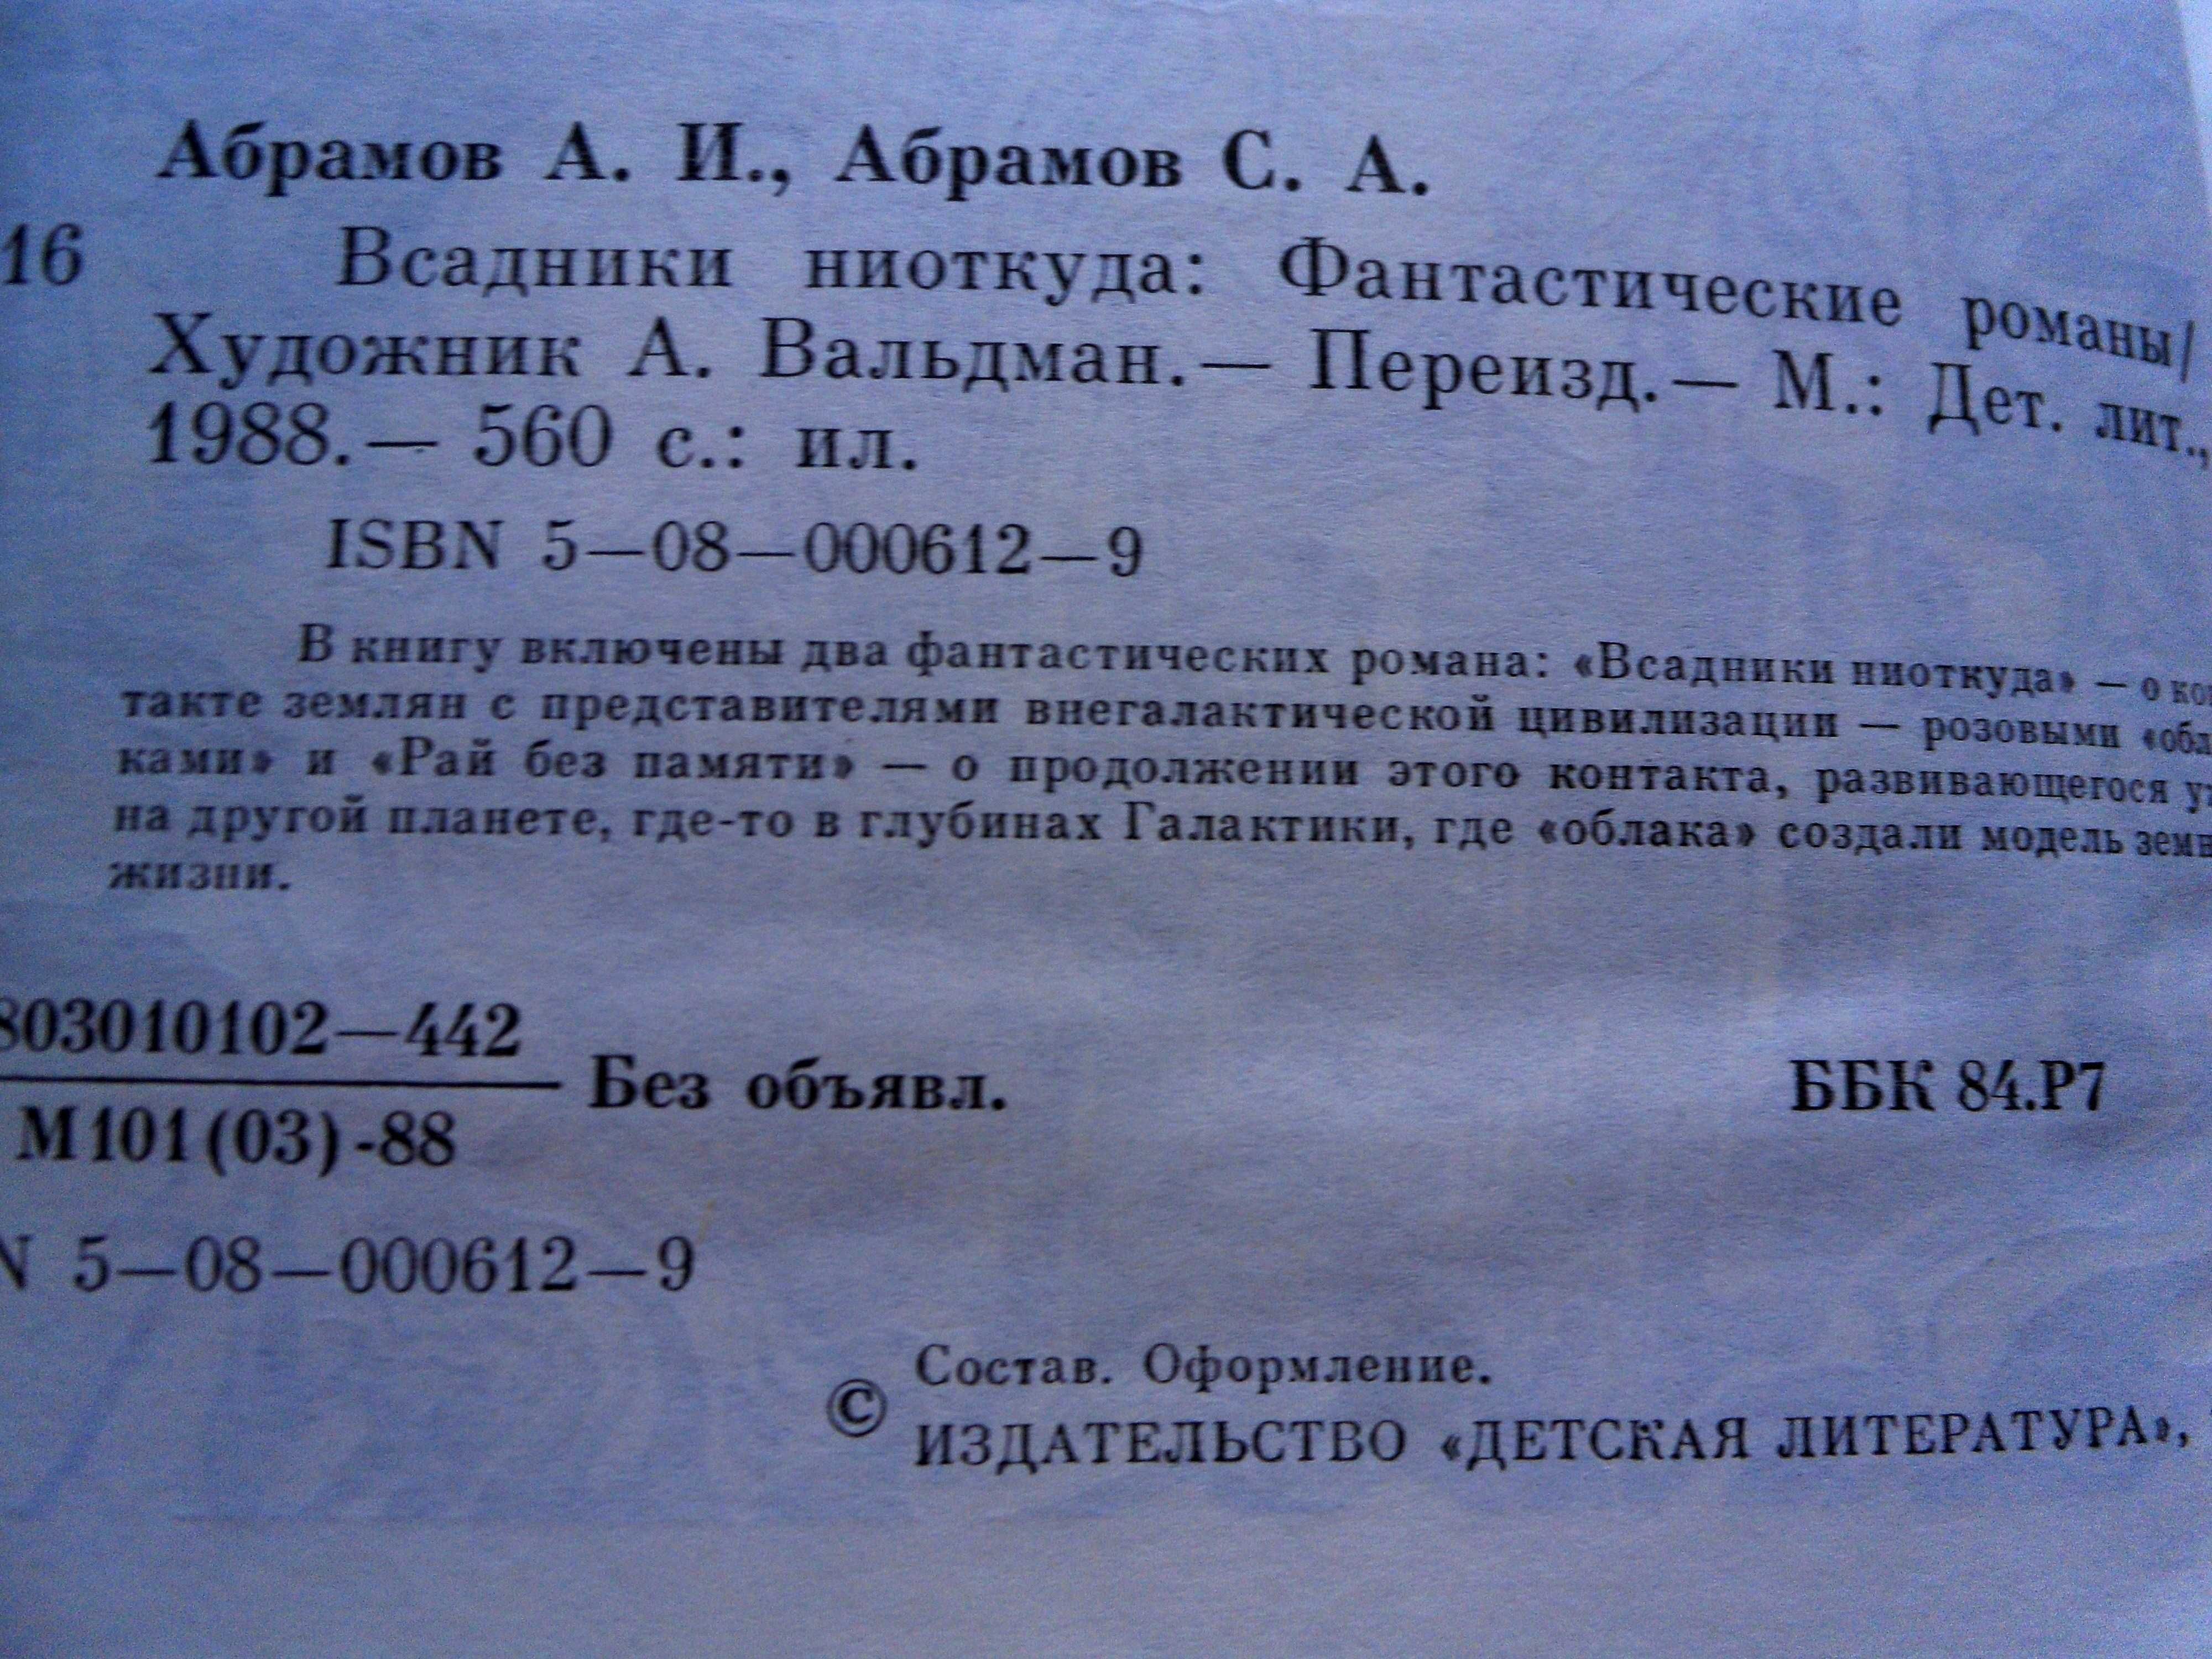 Абрамов А. И., Абрамов С. А.
16 Всадники ниоткуда: Фантастические романы/
Художник А. Вальдман.— Переизд.— М.: Дет. лит.,
1988.— 560 с.: ил.
ISBN 5—08—000612—9
В книгу включены два фантастических романа: «Всадники ниоткуда» — о
такте землян с представителями внегалактической цивилизации — розовыми
ками» и «Рай без памяти» — о продолжении этого контакта, развивающегося
на другой планете, где-то в глубинах Галактики, где «облака» создали модель
жизни.
803010102—442
М101(03)-88
Без объявл.
ББК 84.Р7
N 5—08—000612—9
© Состав. Оформление.
ИЗДАТЕЛЬСТВО «ДЕТСКАЯ ЛИТЕРАТУРА»,